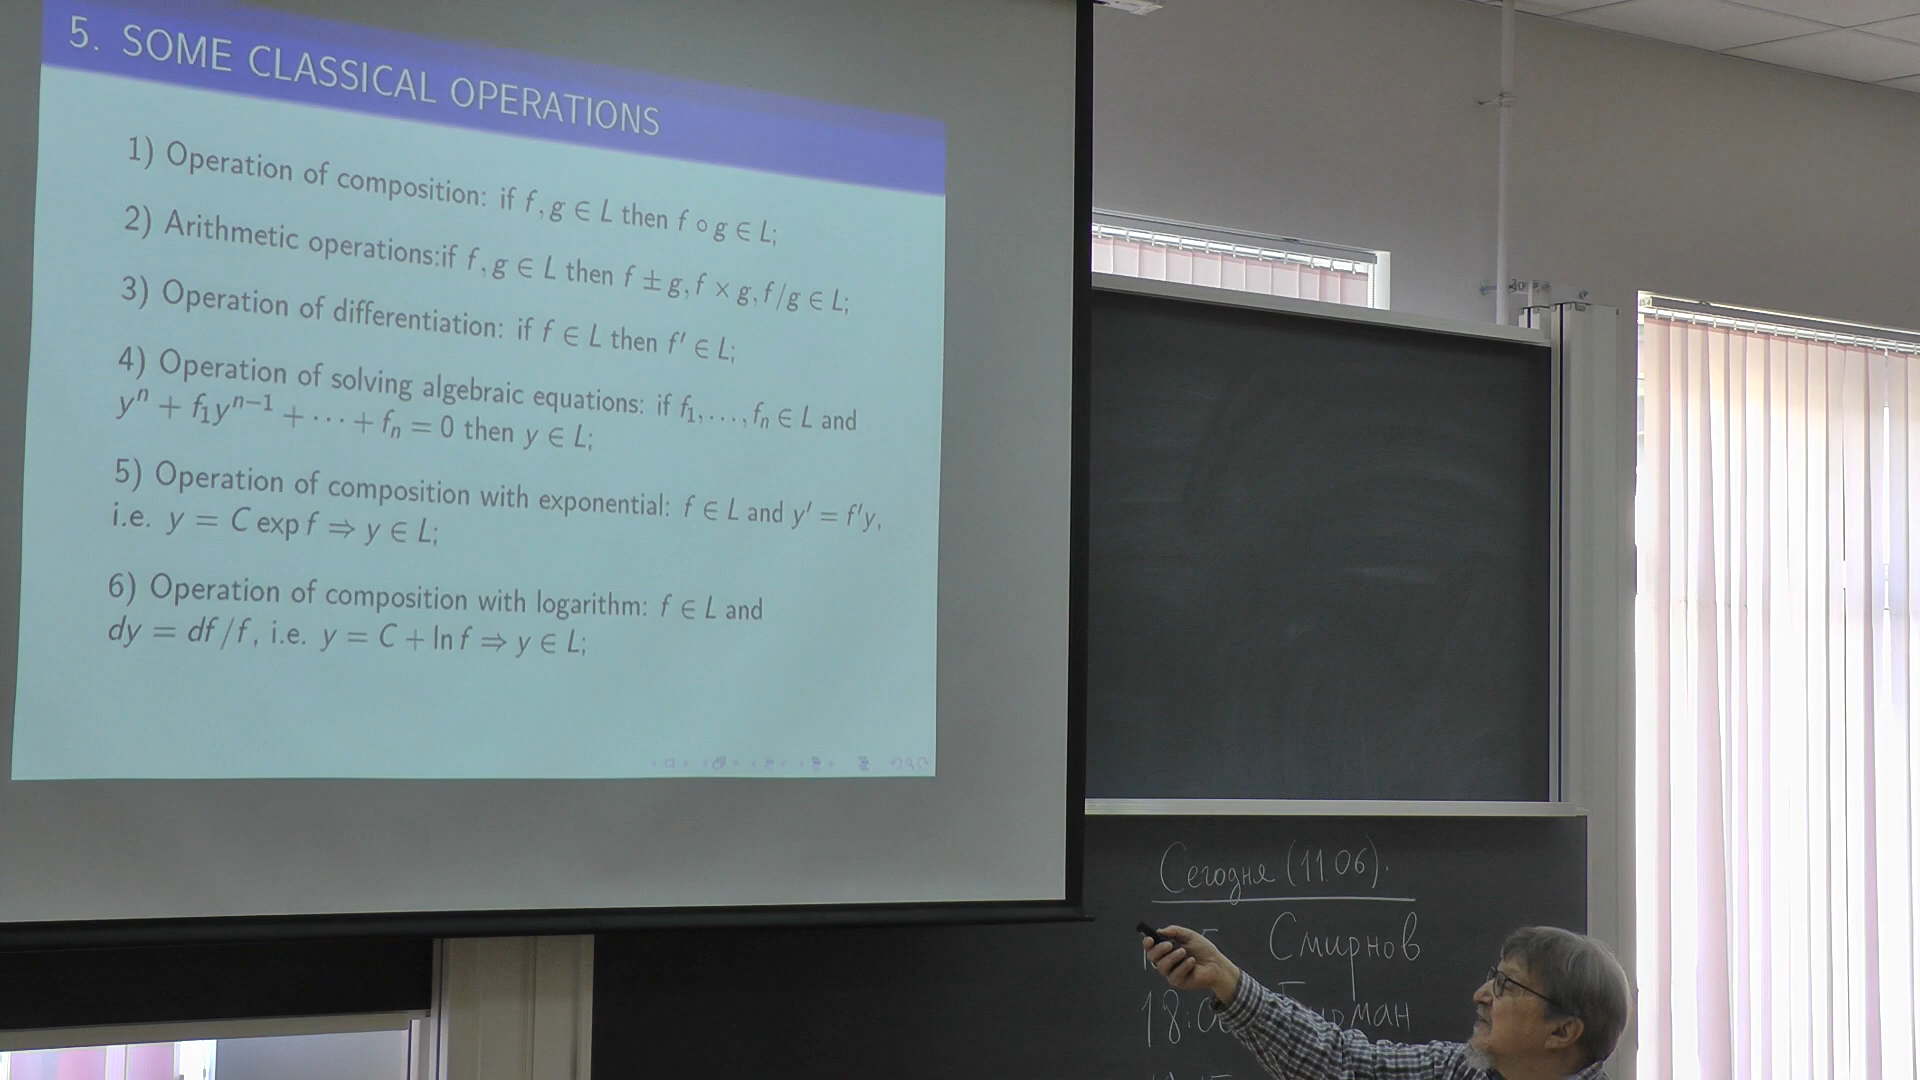 5. SOME CLASSICAL OPERATIONS
1) Operation of composition: if f, g ∈ L then f ∘ g ∈ L;
2) Arithmetic operations:if f, g ∈ L then f ± g, f × g, f/g ∈ L;
3) Operation of differentiation: if f ∈ L then f′ ∈ L;
4) Operation of solving algebraic equations: if f₁, . . . , fₙ ∈ L and
yⁿ + f₁yⁿ⁻¹ + · · · + fₙ = 0 then y ∈ L;
5) Operation of composition with exponential: f ∈ L and y′ = f′y,
i.e. y = C exp f ⇒ y ∈ L;
6) Operation of composition with logarithm: f ∈ L and
dy = df/f, i.e. y = C + ln f ⇒ y ∈ L;
Сегодня (11.06).
Смирнов